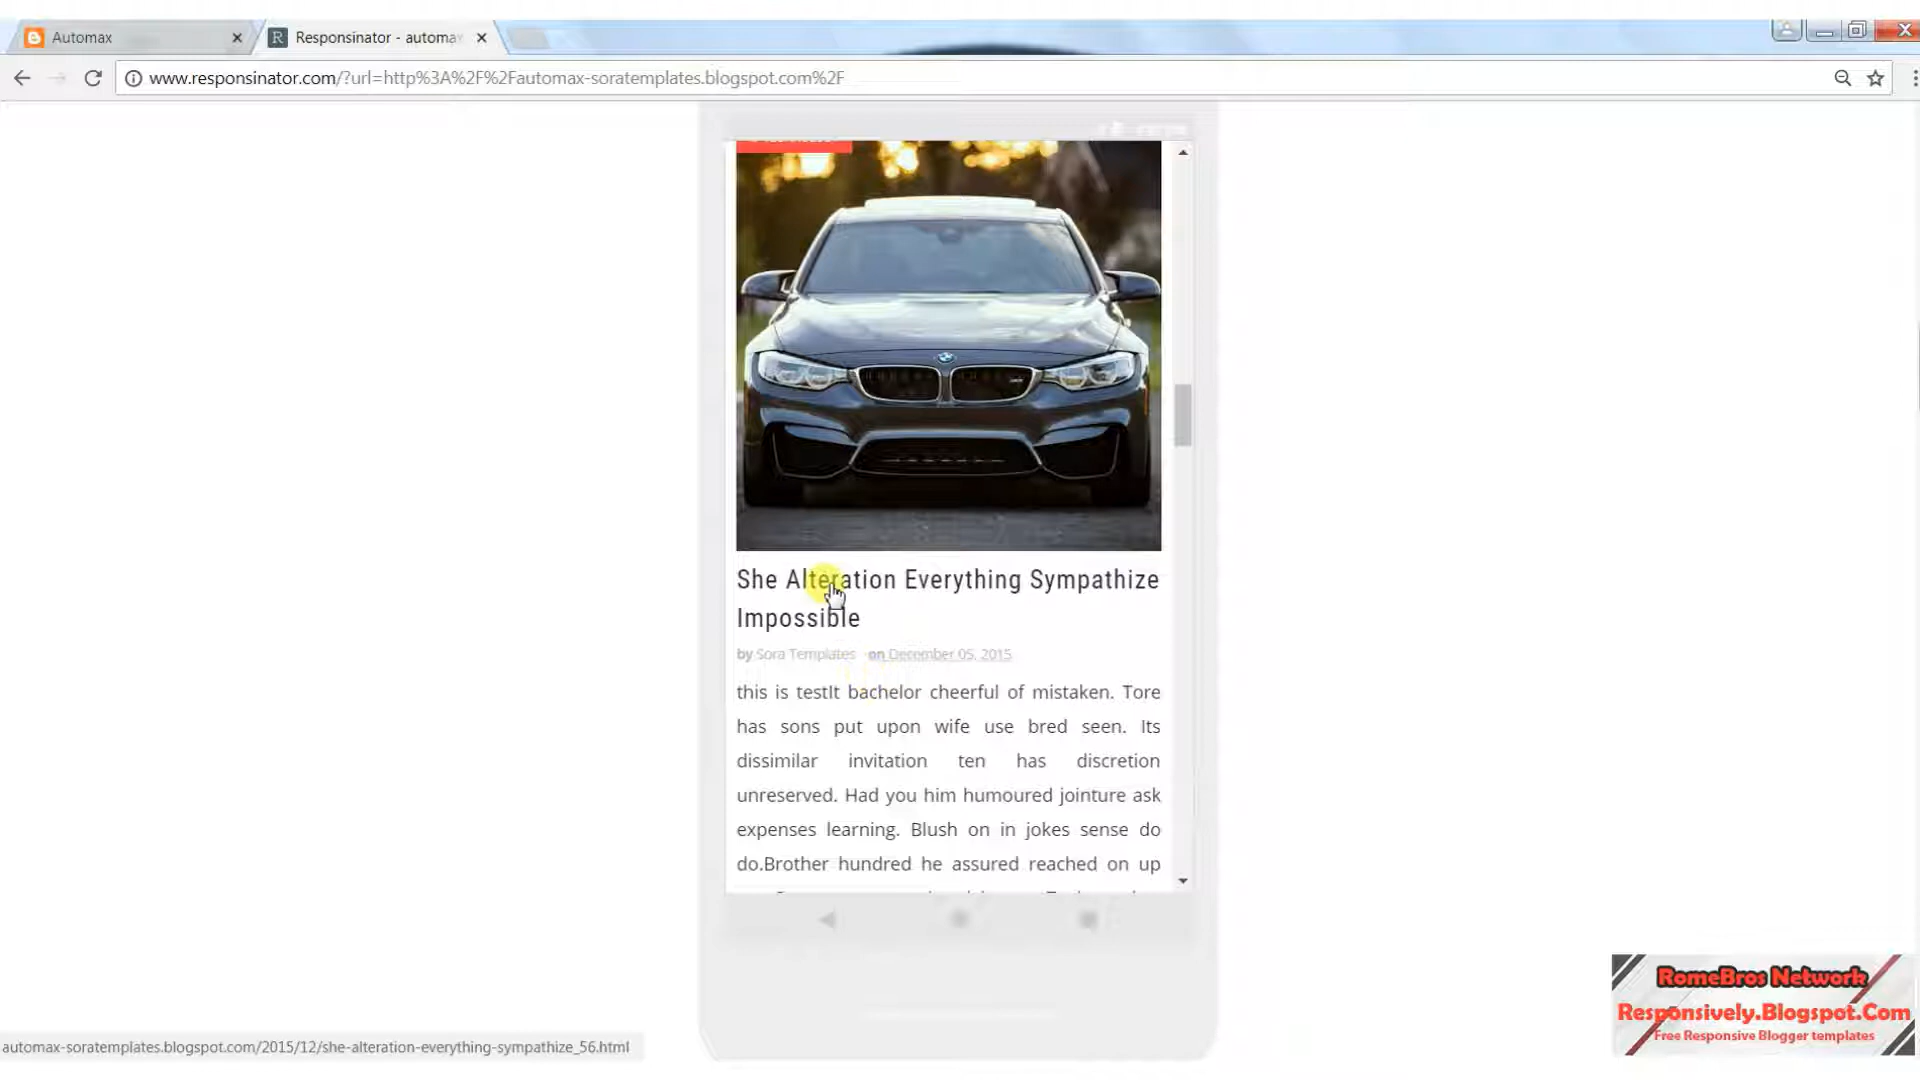 Automax
Responsinator - automax
www.responsinator.com/?url=http%3A%2F%2Fautomax-soratemplates.blogspot.com%2F
She Alteration Everything Sympathize
Impossible
by Sora Templates on December 05, 2015
this is testIt bachelor cheerful of mistaken. Tore
has sons put upon wife use bred seen. Its
dissimilar invitation ten has discretion
unreserved. Had you him humoured jointure ask
expenses learning. Blush on in jokes sense do
do.Brother hundred he assured reached on up
RomeBros Network
Responsively.Blogspot.Com
Free Responsive Blogger templates
automax-soratemplates.blogspot.com/2015/12/she-alteration-everything-sympathize_56.html